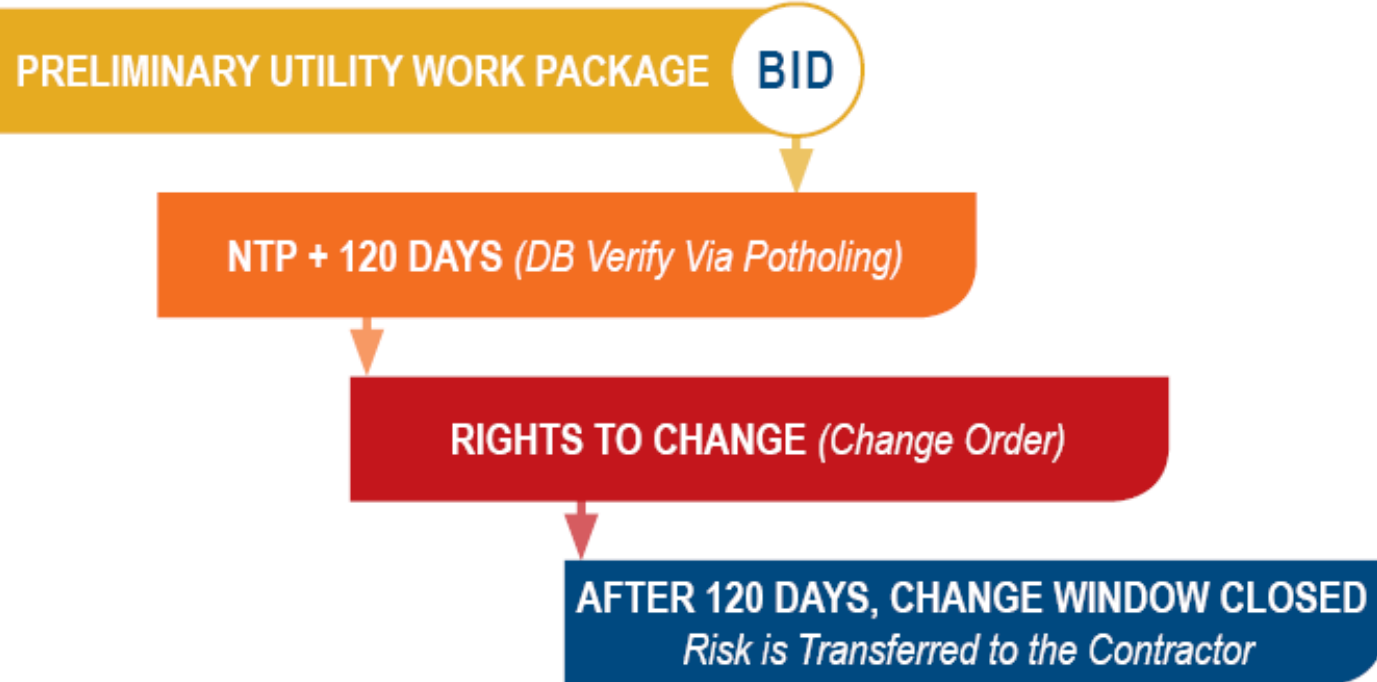 PRELIMINARY UTILITY WORK PACKAGE BID
NTP + 120 DAYS (DB Verify Via Potholing)
RIGHTS TO CHANGE (Change Order)
AFTER 120 DAYS, CHANGE WINDOW CLOSED
Risk is Transferred to the Contractor